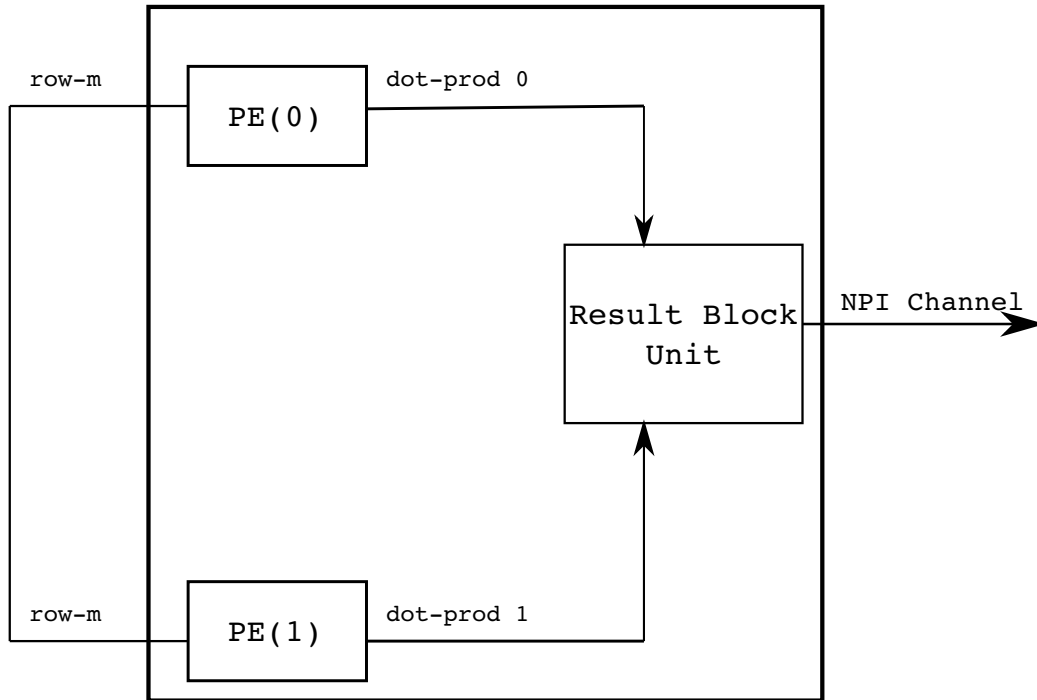 row-m
dot-prod 0
PE(0)
NPI Channel
Result Block
Unit
row-m
dot-prod 1
PE(1)